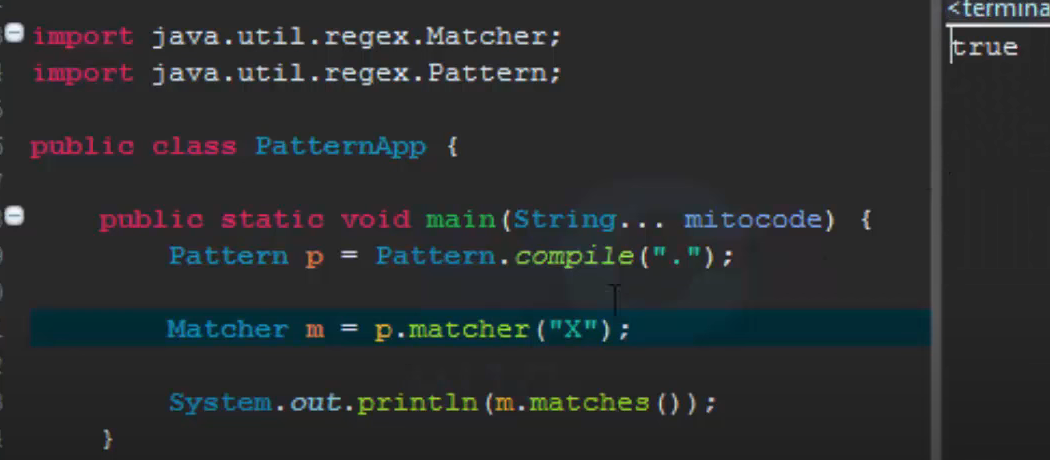 <termina
true
import java.util.regex.Matcher;
import java.util.regex.Pattern;
public class PatternApp {
public static void main(String... mitocode) {
Pattern p = Pattern.compile(".");
Matcher m = p.matcher("X");
System.out.println(m.matches());
}